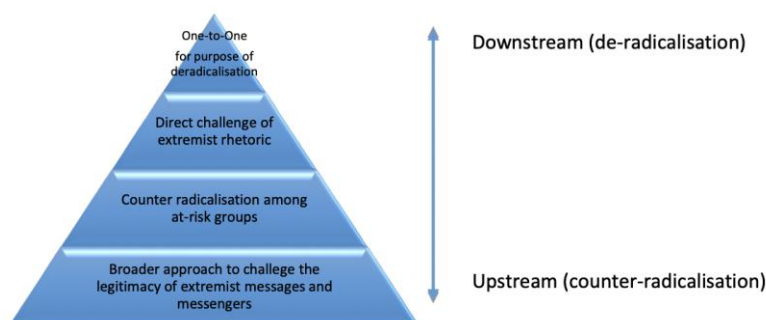 One-to-One
for purpose of
deradicalisation
Direct challenge of
extremist rhetoric
Counter radicalisation among
at-risk groups
Broader approach to challege the
legitimacy of extremist messages and
messengers
Downstream (de-radicalisation)
Upstream (counter-radicalisation)